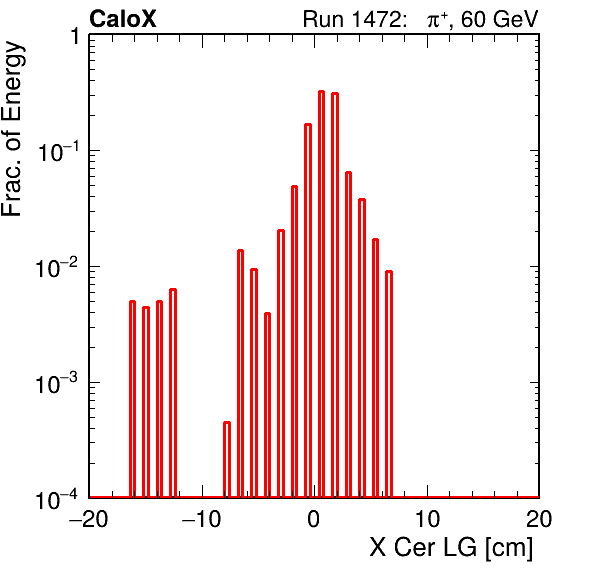 CaloX Run 1472: π⁺, 60 GeV
Frac. of Energy
1
10⁻¹
10⁻²
10⁻³
10⁻⁴
−20 −10 0 10 20
X Cer LG [cm]